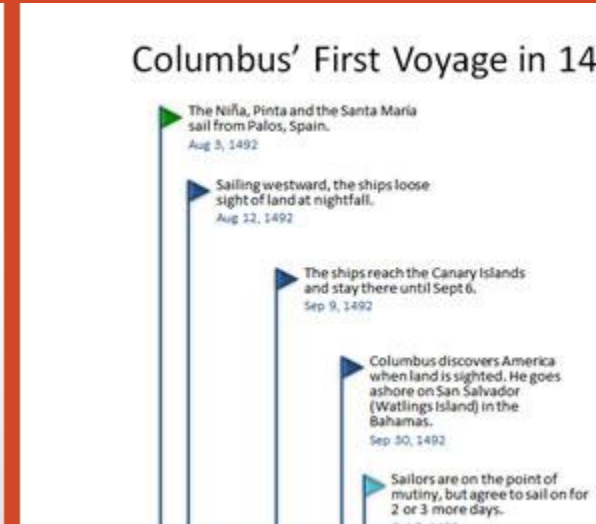 Columbus’ First Voyage in 14
The Niña, Pinta and the Santa María
sail from Palos, Spain.
Aug 3, 1492
Sailing westward, the ships loose
sight of land at nightfall.
Aug 12, 1492
The ships reach the Canary Islands
and stay there until Sept 6.
Sep 9, 1492
Columbus discovers America
when land is sighted. He goes
ashore on San Salvador
(Watlings Island) in the
Bahamas.
Sep 30, 1492
Sailors are on the point of
mutiny, but agree to sail on for
2 or 3 more days.